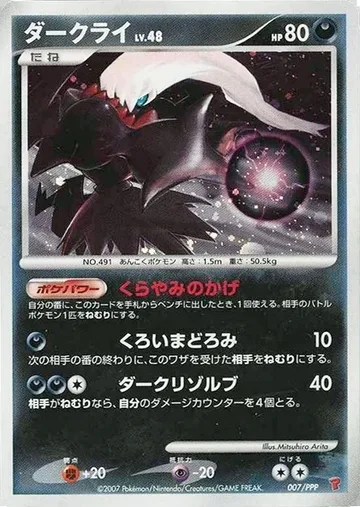 ダークライ LV.48 HP 80
たね
NO.491 あんこくポケモン 高さ:1.5m 重さ:50.5kg
ポケパワー くらやみのかげ
自分の番に、このカードを手札からベンチに出したとき、1回使える。相手のバトル
ポケモン1匹をねむりにする。
くろいまどろみ 10
次の相手の番の終わりに、このワザを受けた相手をねむりにする。
ダークリゾルブ 40
相手がねむりなら、自分のダメージカウンターを4個とる。
Illus.Mitsuhiro Arita
弱点 +20 抵抗力 -20 にげる
©2007 Pokémon/Nintendo/Creatures/GAME FREAK. 007/PPP